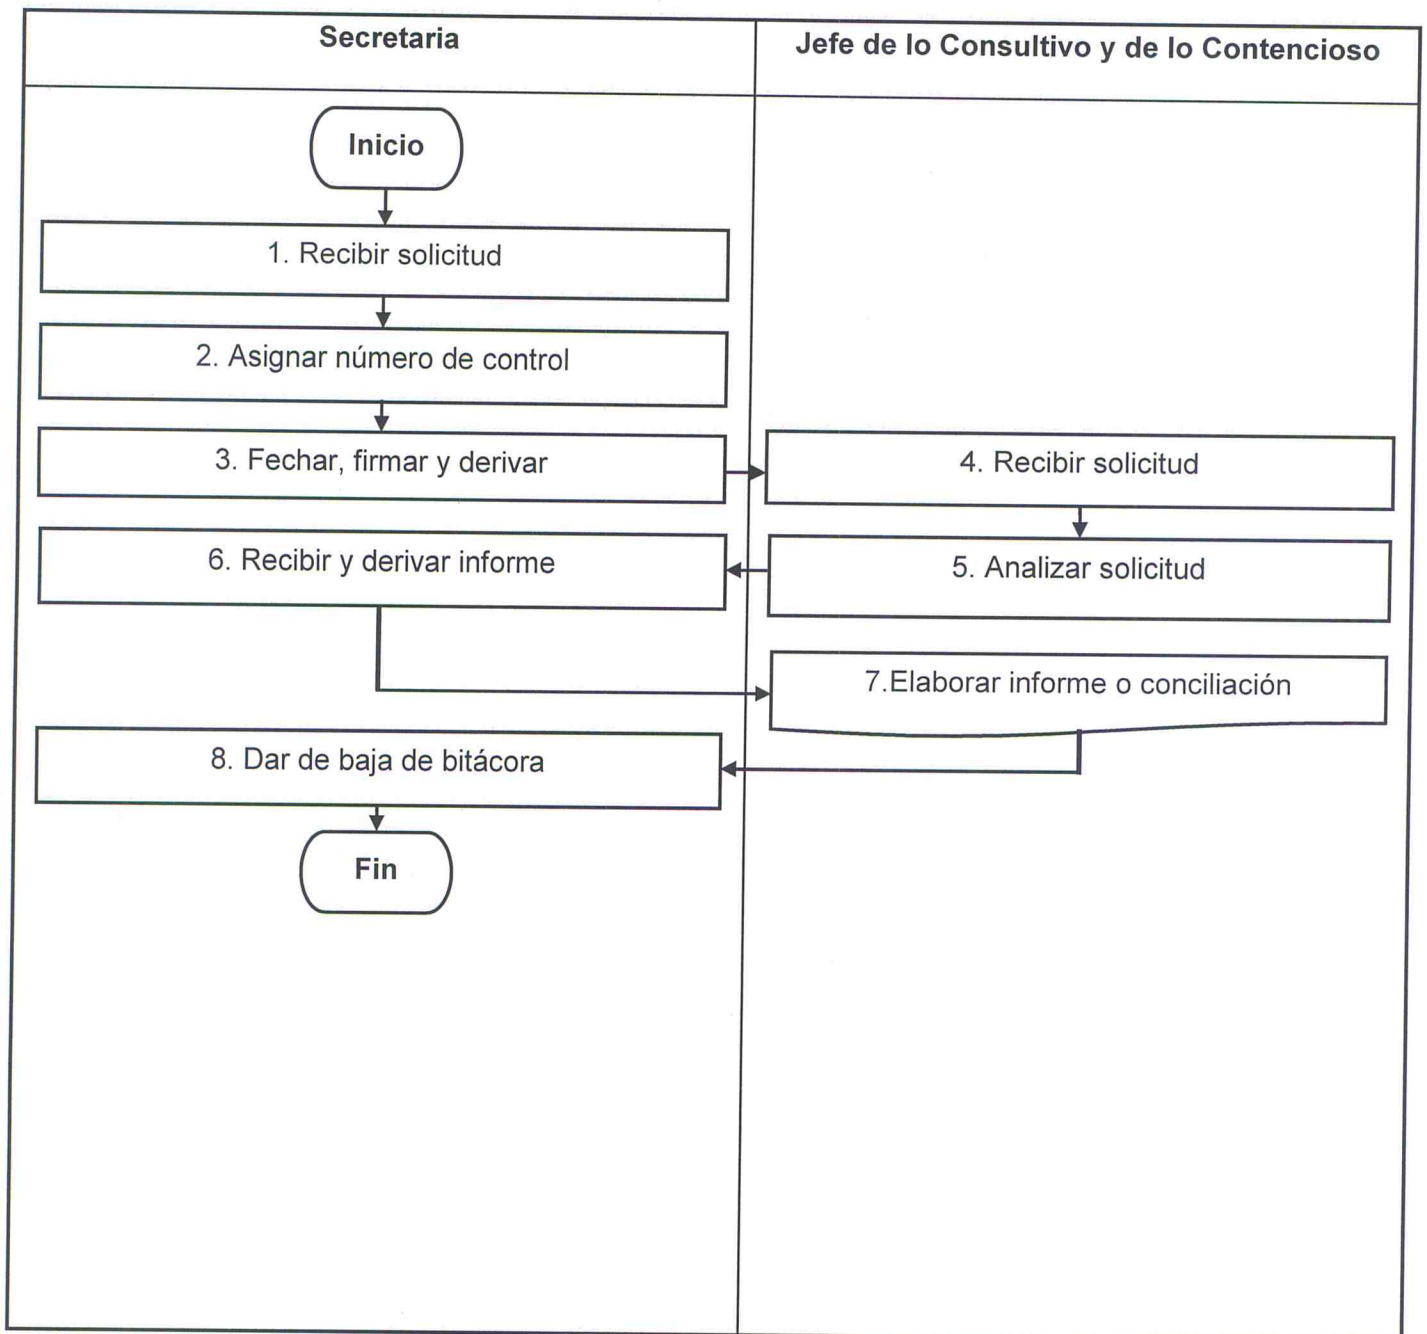 Secretaria
Jefe de lo Consultivo y de lo Contencioso
Inicio
1. Recibir solicitud
2. Asignar número de control
3. Fechar, firmar y derivar
4. Recibir solicitud
6. Recibir y derivar informe
5. Analizar solicitud
7.Elaborar informe o conciliación
8. Dar de baja de bitácora
Fin